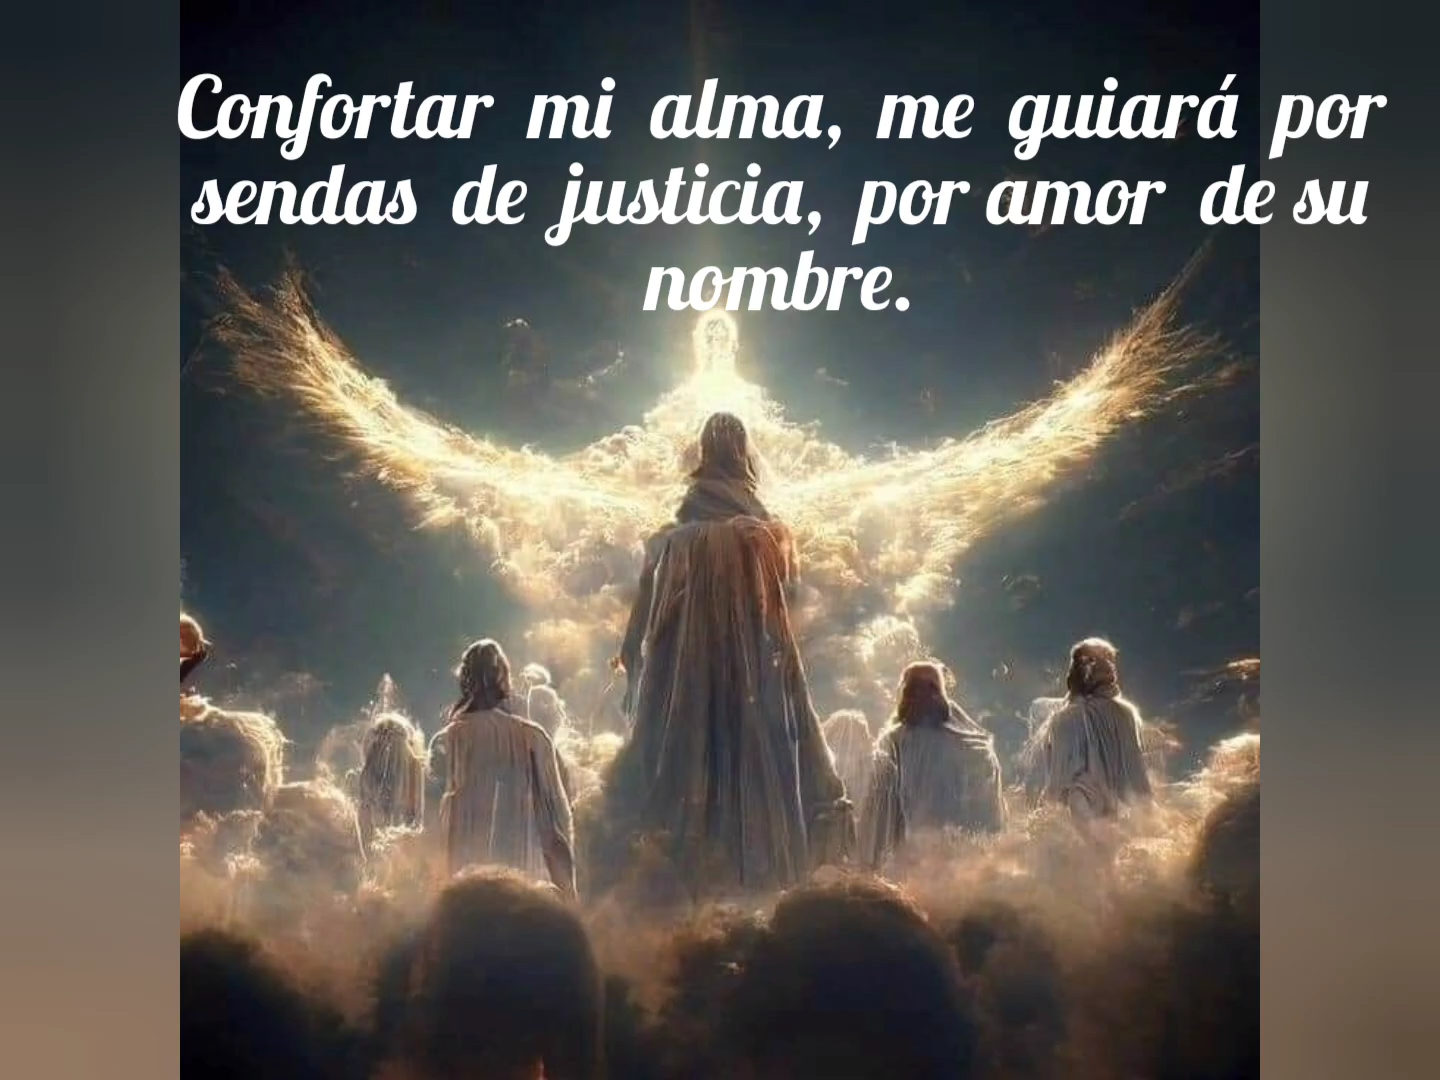 Confortar mi alma, me guiará por
sendas de justicia, por amor de su
nombre.